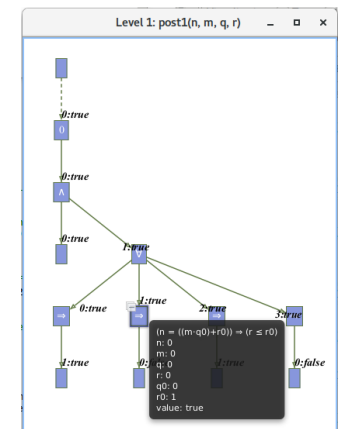 Level 1: post1(n, m, q, r)
0:true
0
0:true
∧
0:true
1:true
∀
0:true
1:true
2:true
3:true
⇒
⇒
⇒
⇒
(n = ((m·q0)+r0)) ⇒ (r ≤ r0)
n: 0
m: 0
q: 0
r: 0
q0: 0
r0: 1
value: true
1:true
1:true
0:false